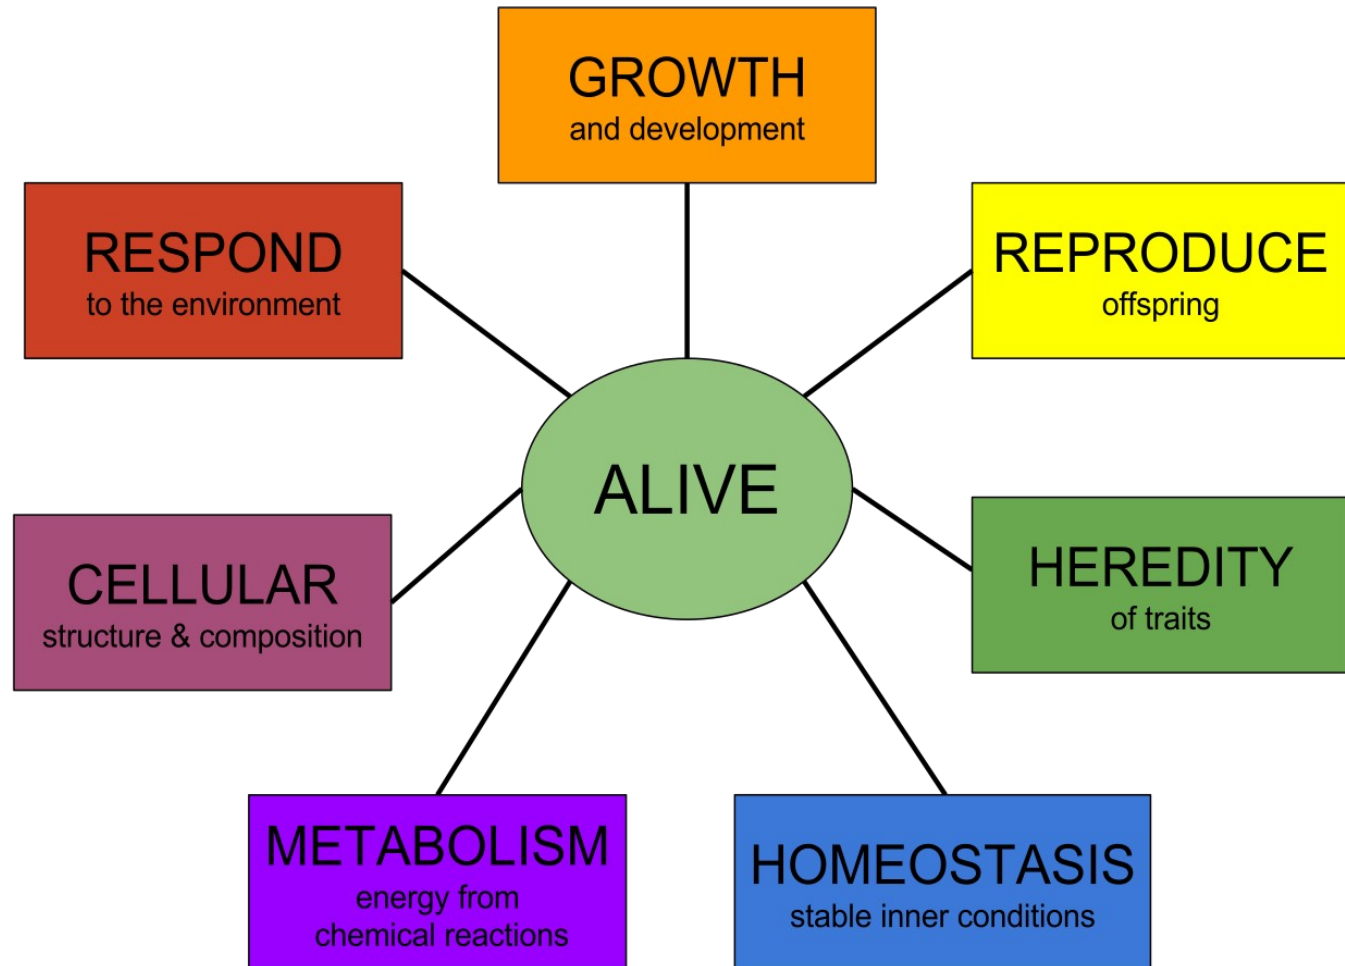 GROWTH
and development
RESPOND
to the environment
REPRODUCE
offspring
ALIVE
CELLULAR
structure & composition
HEREDITY
of traits
METABOLISM
energy from
chemical reactions
HOMEOSTASIS
stable inner conditions